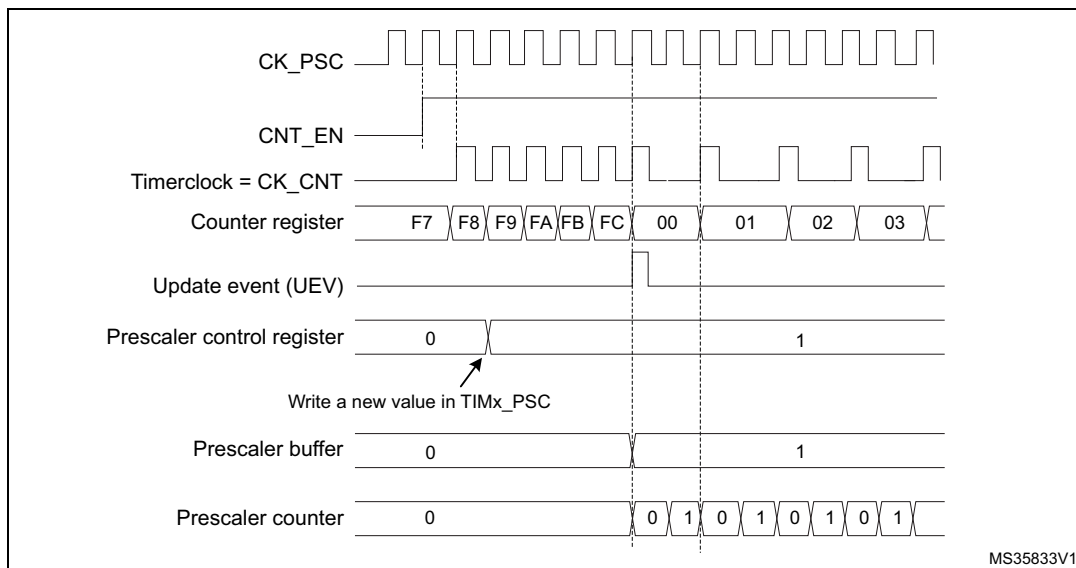 CK_PSC
CNT_EN
Timerclock = CK_CNT
Counter register F7 F8 F9 FA FB FC 00 01 02 03
Update event (UEV)
Prescaler control register 0 1
Write a new value in TIMx_PSC
Prescaler buffer 0 1
Prescaler counter 0 0 1 0 1 0 1 0 1
MS35833V1